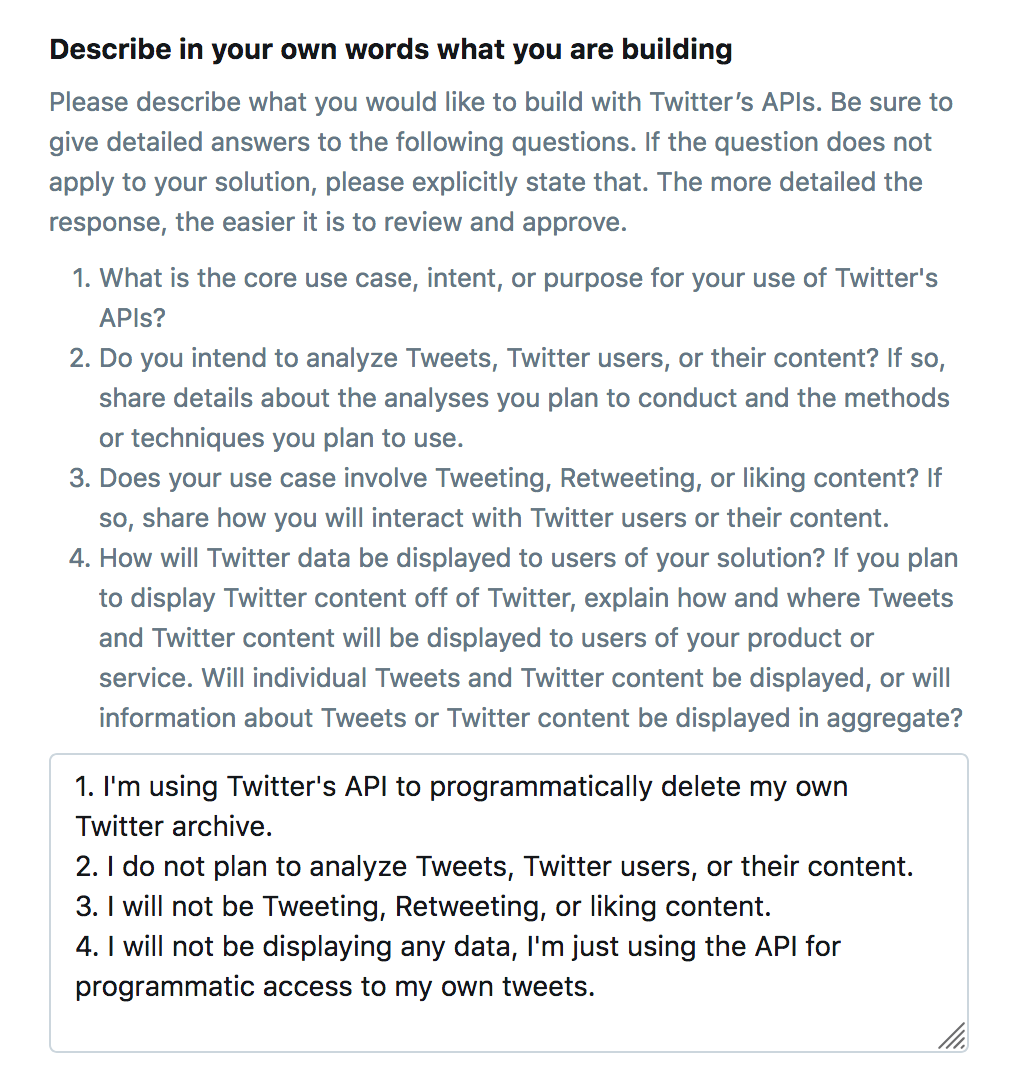 Describe in your own words what you are building
Please describe what you would like to build with Twitter’s APIs. Be sure to
give detailed answers to the following questions. If the question does not
apply to your solution, please explicitly state that. The more detailed the
response, the easier it is to review and approve.
1. What is the core use case, intent, or purpose for your use of Twitter's
APIs?
2. Do you intend to analyze Tweets, Twitter users, or their content? If so,
share details about the analyses you plan to conduct and the methods
or techniques you plan to use.
3. Does your use case involve Tweeting, Retweeting, or liking content? If
so, share how you will interact with Twitter users or their content.
4. How will Twitter data be displayed to users of your solution? If you plan
to display Twitter content off of Twitter, explain how and where Tweets
and Twitter content will be displayed to users of your product or
service. Will individual Tweets and Twitter content be displayed, or will
information about Tweets or Twitter content be displayed in aggregate?
1. I'm using Twitter's API to programmatically delete my own
Twitter archive.
2. I do not plan to analyze Tweets, Twitter users, or their content.
3. I will not be Tweeting, Retweeting, or liking content.
4. I will not be displaying any data, I'm just using the API for
programmatic access to my own tweets.